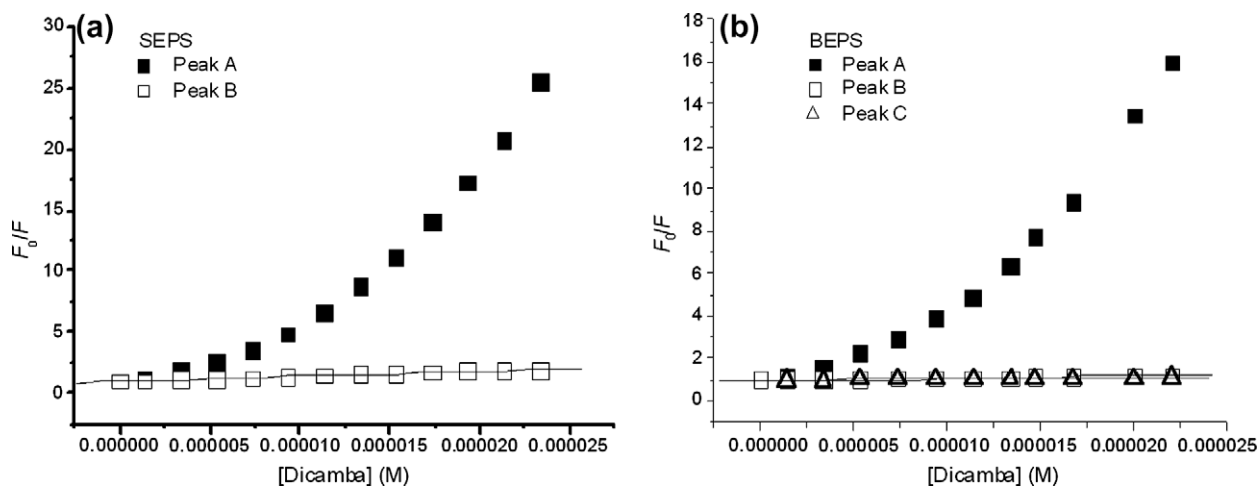 (a)
SEPS
Peak A
Peak B
30
25
20
15
10
5
0
F0/F
0.000000
0.000005
0.000010
0.000015
0.000020
0.000025
[Dicamba] (M)
(b)
BEPS
Peak A
Peak B
Peak C
18
16
14
12
10
8
6
4
2
0
F0/F
0.000000
0.000005
0.000010
0.000015
0.000020
0.000025
[Dicamba] (M)